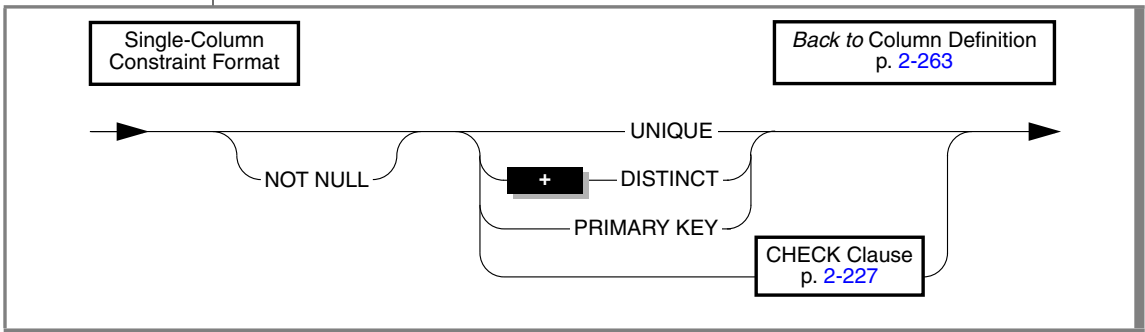 Single-Column
Constraint Format
Back to Column Definition
p. 2-263
UNIQUE
NOT NULL
+
DISTINCT
PRIMARY KEY
CHECK Clause
p. 2-227